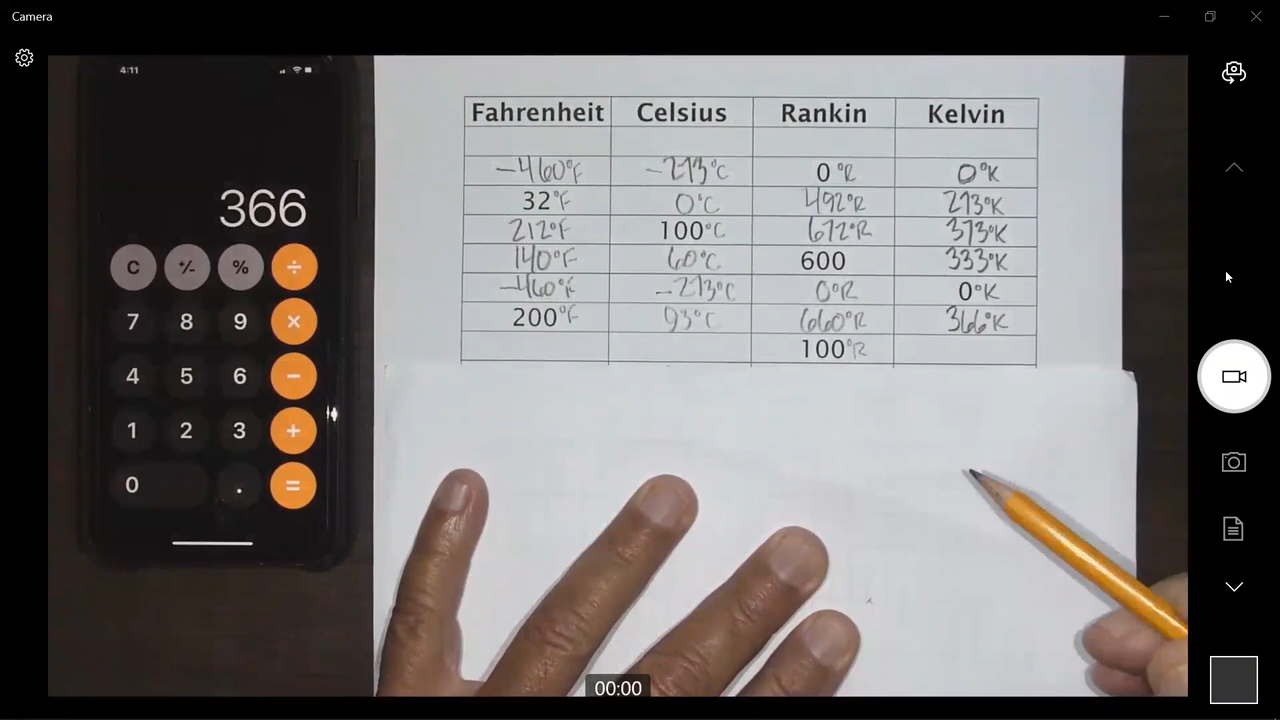 Camera
4:11
366
C +/- % ÷
7 8 9 ×
4 5 6 −
1 2 3 +
0 . =
Fahrenheit Celsius Rankin Kelvin
-460°F -273°C 0°R 0°K
32°F 0°C 492°R 273°K
212°F 100°C 672°R 373°K
140°F 60°C 600 333°K
-460°F -273°C 0°R 0°K
200°F 93°C 660°R 366°K
100°R
00:00